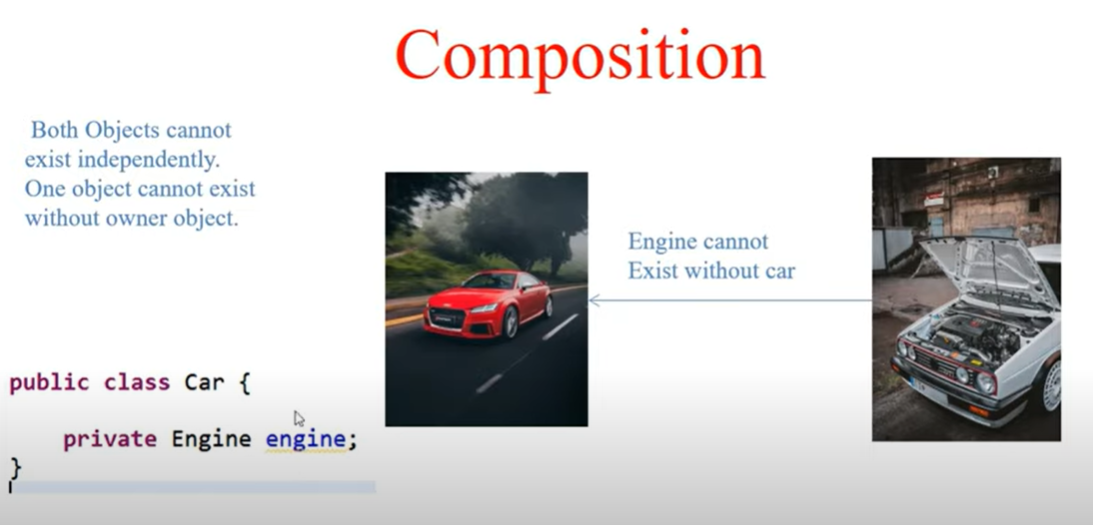 Composition
Both Objects cannot
exist independently.
One object cannot exist
without owner object.
Engine cannot
Exist without car
public class Car {
private Engine engine;
}